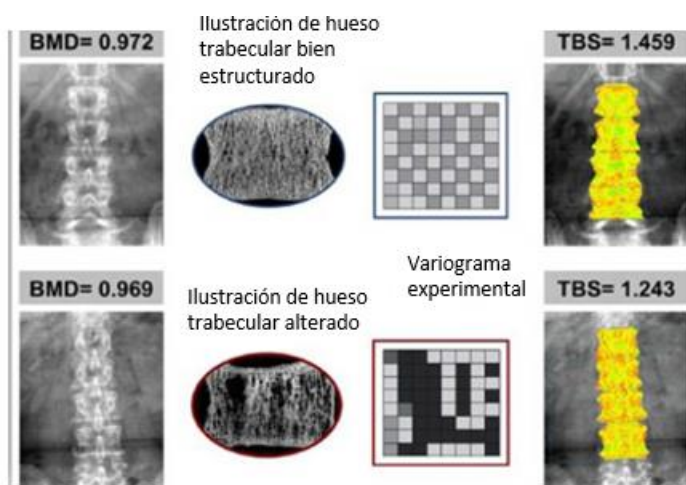 BMD= 0.972
Ilustración de hueso
trabecular bien
estructurado
TBS= 1.459
BMD= 0.969
Ilustración de hueso
trabecular alterado
Variograma
experimental
TBS= 1.243